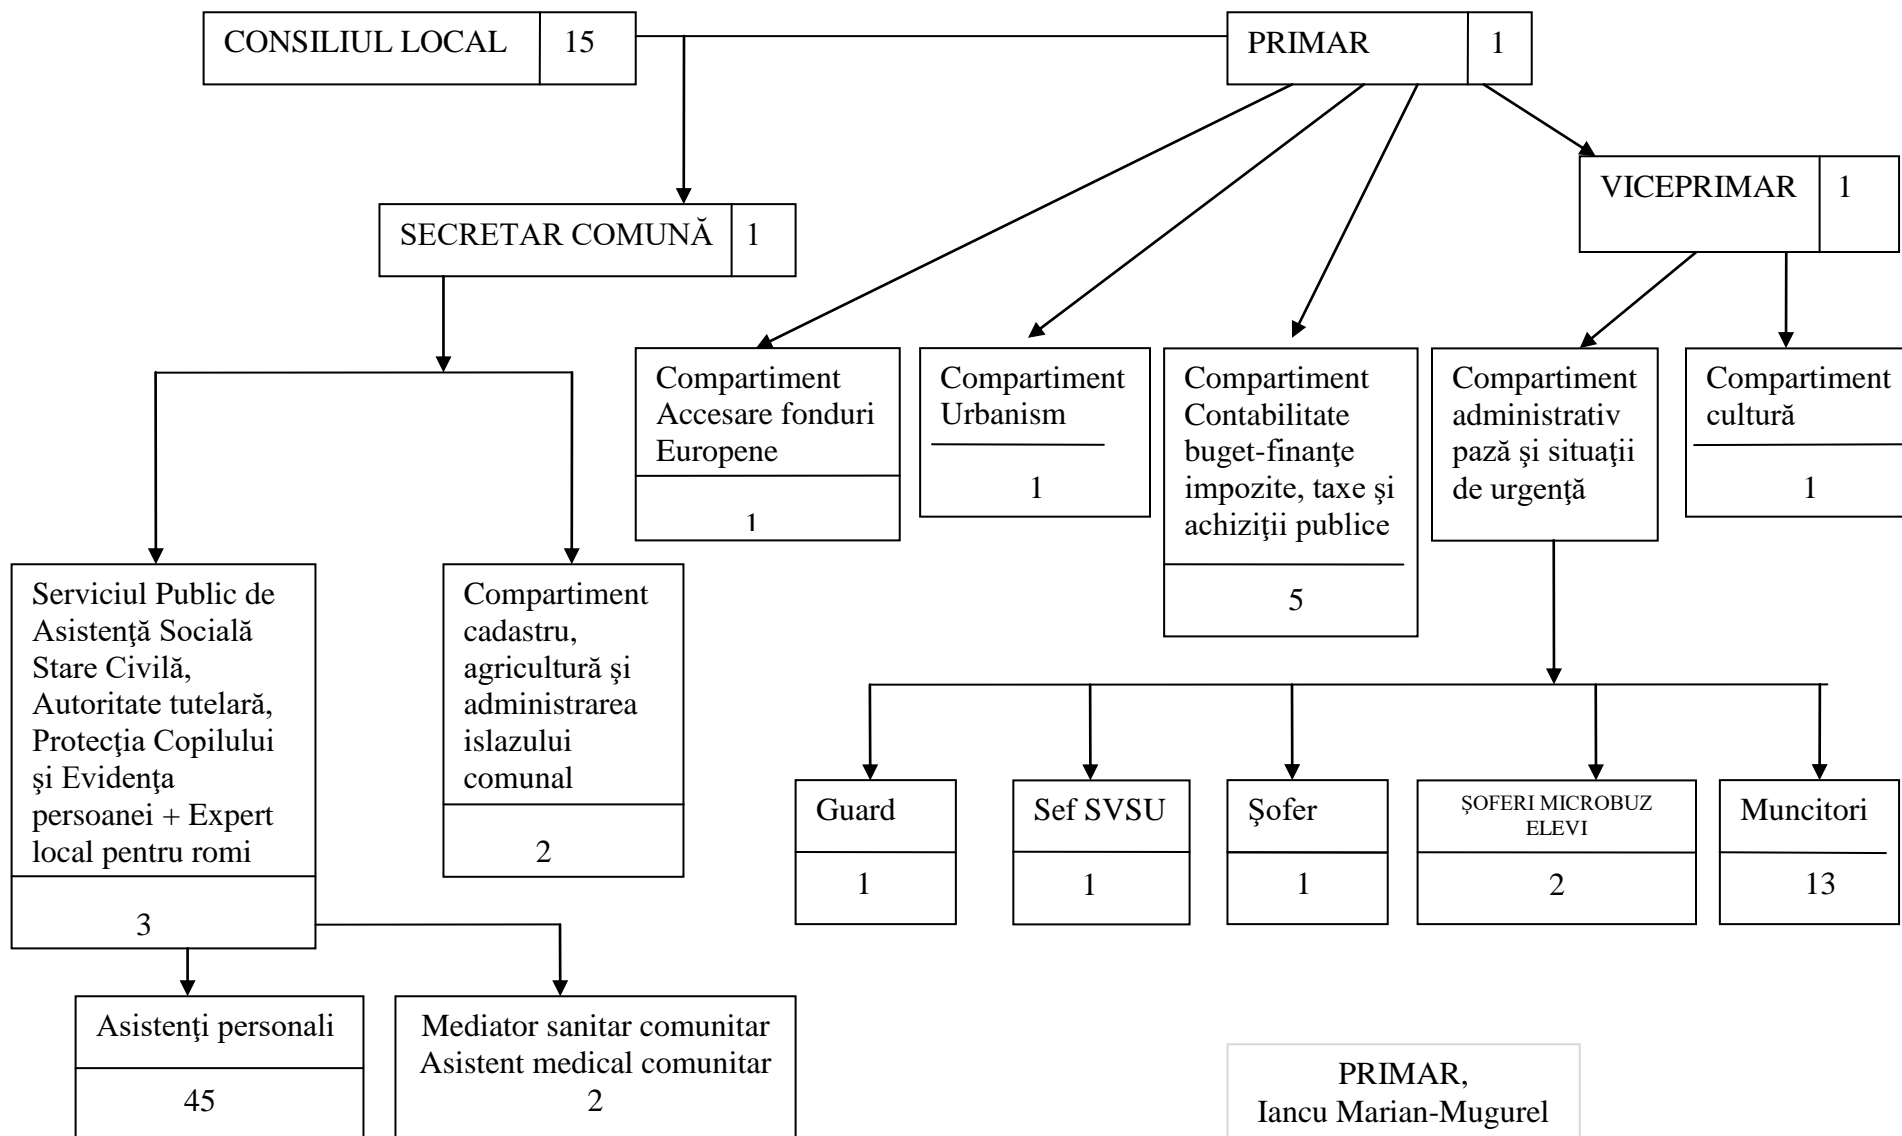 CONSILIUL LOCAL 15
PRIMAR 1
VICEPRIMAR 1
SECRETAR COMUNĂ 1
Compartiment
Accesare fonduri
Europene
1
Compartiment
Urbanism
1
Compartiment
Contabilitate
buget-finanţe
impozite, taxe şi
achiziţii publice
5
Compartiment
administrativ
pază şi situaţii
de urgenţă
Compartiment
cultură
1
Serviciul Public de
Asistenţă Socială
Stare Civilă,
Autoritate tutelară,
Protecţia Copilului
şi Evidenţa
persoanei + Expert
local pentru romi
3
Compartiment
cadastru,
agricultură şi
administrarea
islazului
comunal
2
Guard
1
Sef SVSU
1
Şofer
1
ŞOFERI MICROBUZ
ELEVI
2
Muncitori
13
Asistenţi personali
45
Mediator sanitar comunitar
Asistent medical comunitar
2
PRIMAR,
Iancu Marian-Mugurel